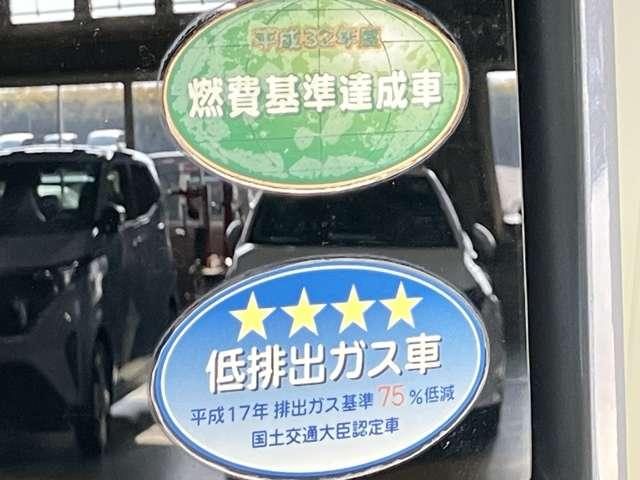 平成32年度
燃費基準達成車
低排出ガス車
平成17年 排出ガス基準 75 %低減
国土交通大臣認定車